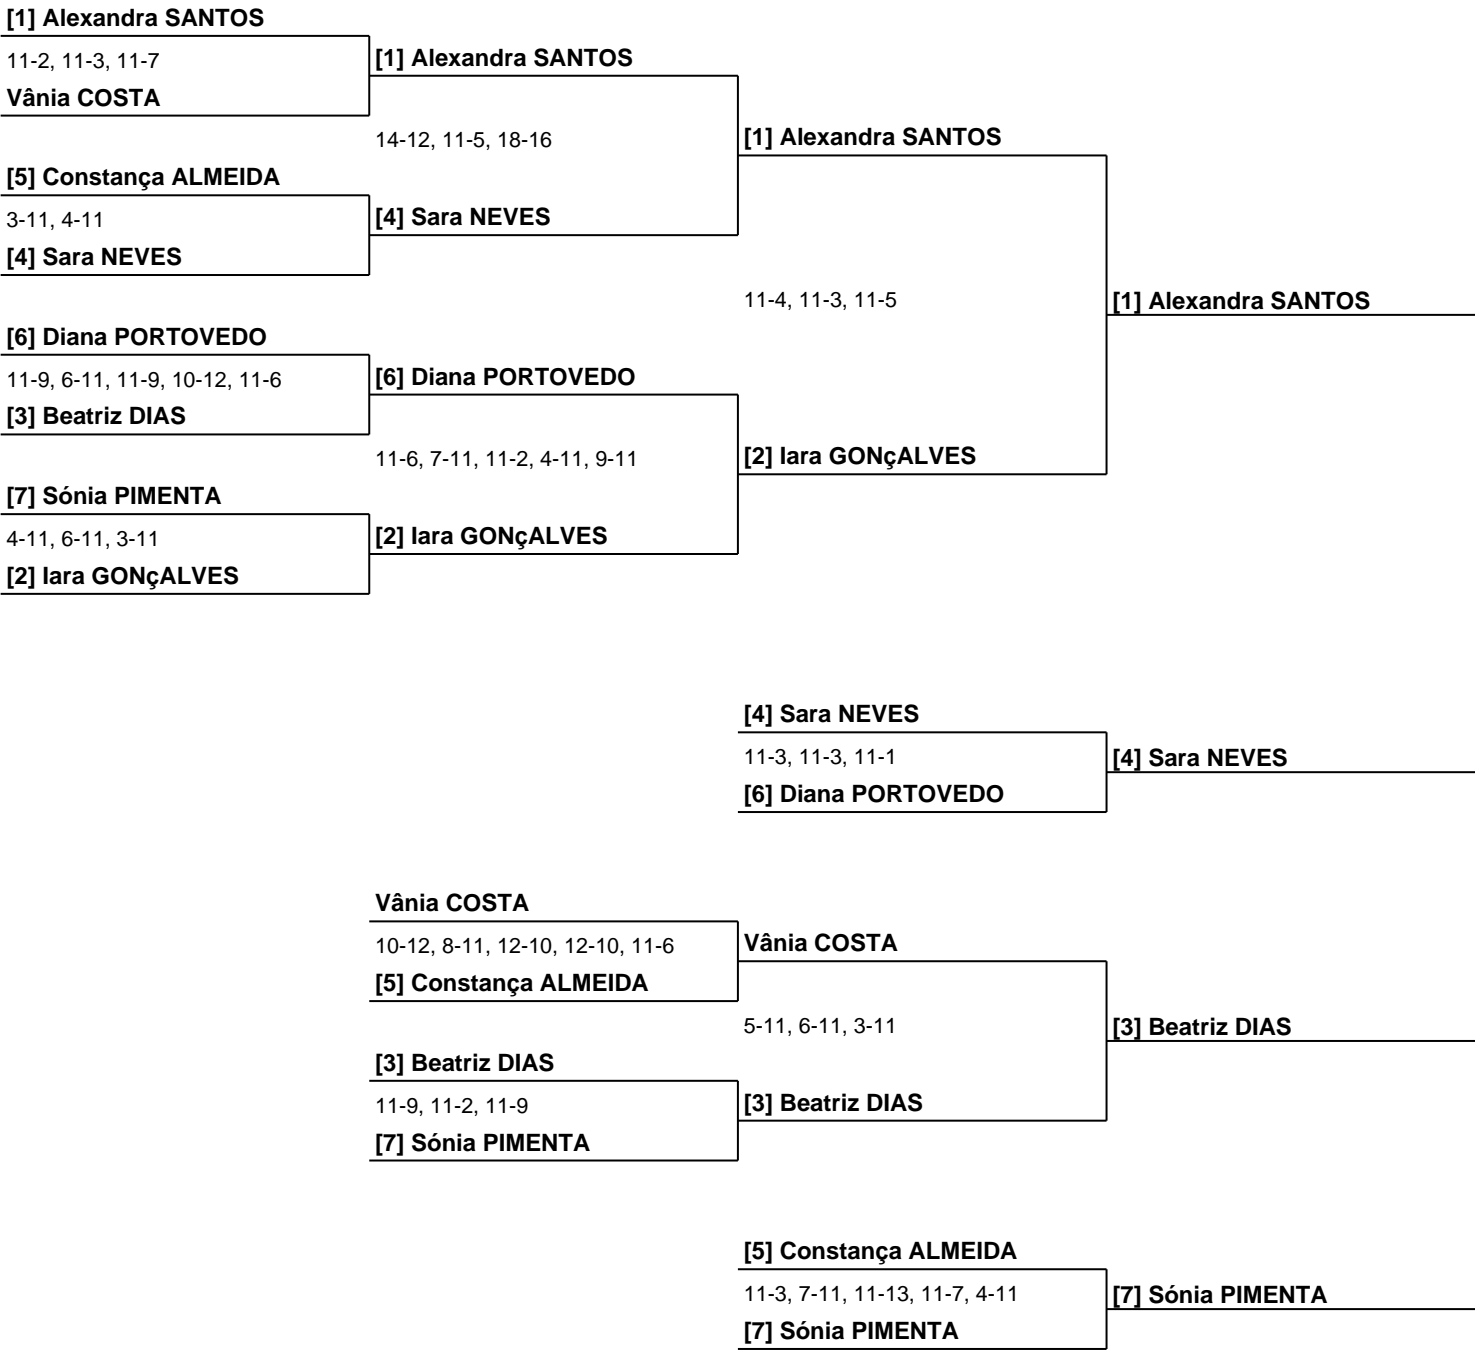 [1] Alexandra SANTOS
11-2, 11-3, 11-7
[1] Alexandra SANTOS
Vânia COSTA
14-12, 11-5, 18-16
[1] Alexandra SANTOS
[5] Constança ALMEIDA
3-11, 4-11
[4] Sara NEVES
[4] Sara NEVES
11-4, 11-3, 11-5
[1] Alexandra SANTOS
[6] Diana PORTOVEDO
11-9, 6-11, 11-9, 10-12, 11-6
[6] Diana PORTOVEDO
[3] Beatriz DIAS
11-6, 7-11, 11-2, 4-11, 9-11
[2] Iara GONçALVES
[7] Sónia PIMENTA
4-11, 6-11, 3-11
[2] Iara GONçALVES
[2] Iara GONçALVES
[4] Sara NEVES
11-3, 11-3, 11-1
[4] Sara NEVES
[6] Diana PORTOVEDO
Vânia COSTA
10-12, 8-11, 12-10, 12-10, 11-6
Vânia COSTA
[5] Constança ALMEIDA
5-11, 6-11, 3-11
[3] Beatriz DIAS
[3] Beatriz DIAS
11-9, 11-2, 11-9
[3] Beatriz DIAS
[7] Sónia PIMENTA
[5] Constança ALMEIDA
11-3, 7-11, 11-13, 11-7, 4-11
[7] Sónia PIMENTA
[7] Sónia PIMENTA